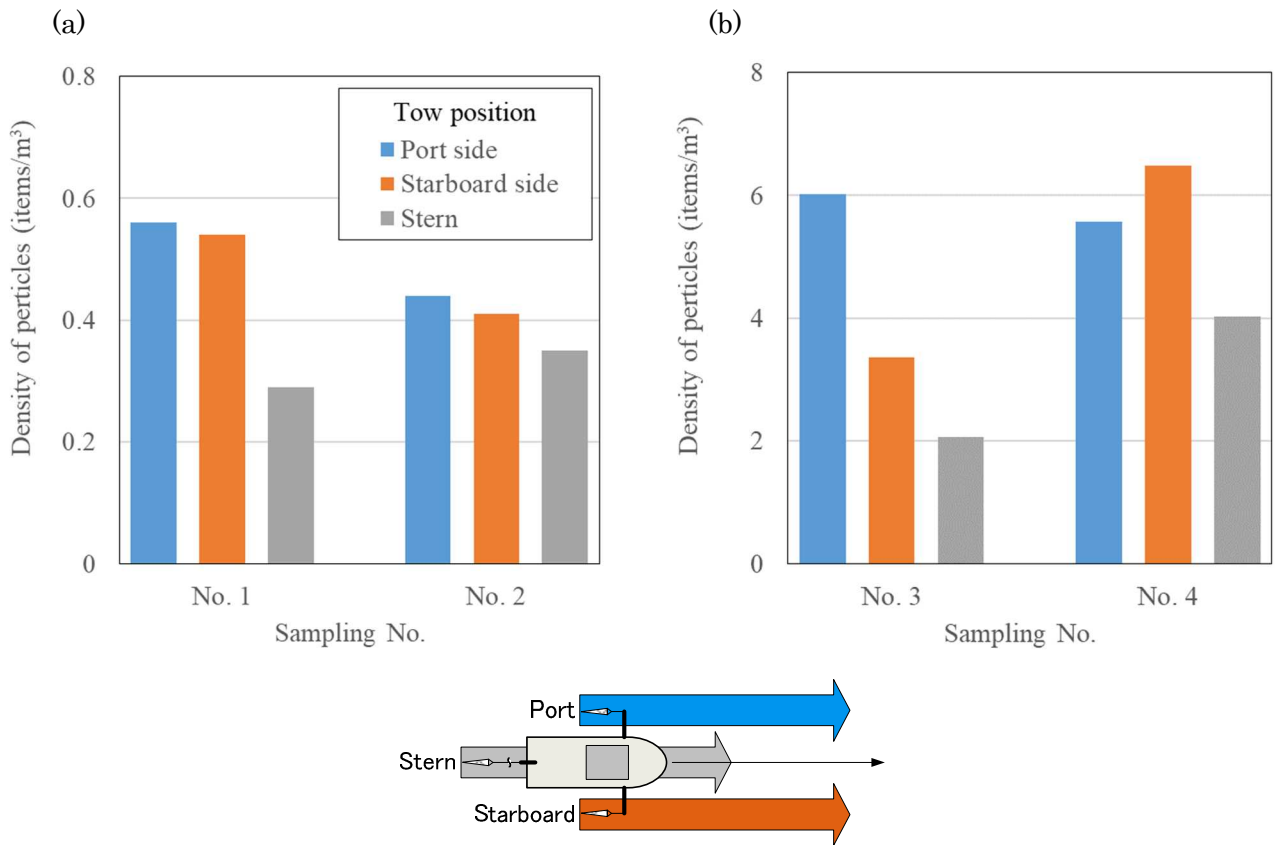 (a)
Density of perticles (items/m³)
0.8
0.6
0.4
0.2
0
Tow position
Port side
Starboard side
Stern
No. 1
No. 2
Sampling No.
(b)
Density of perticles (items/m³)
8
6
4
2
0
No. 3
No. 4
Sampling No.
Port
Stern
Starboard